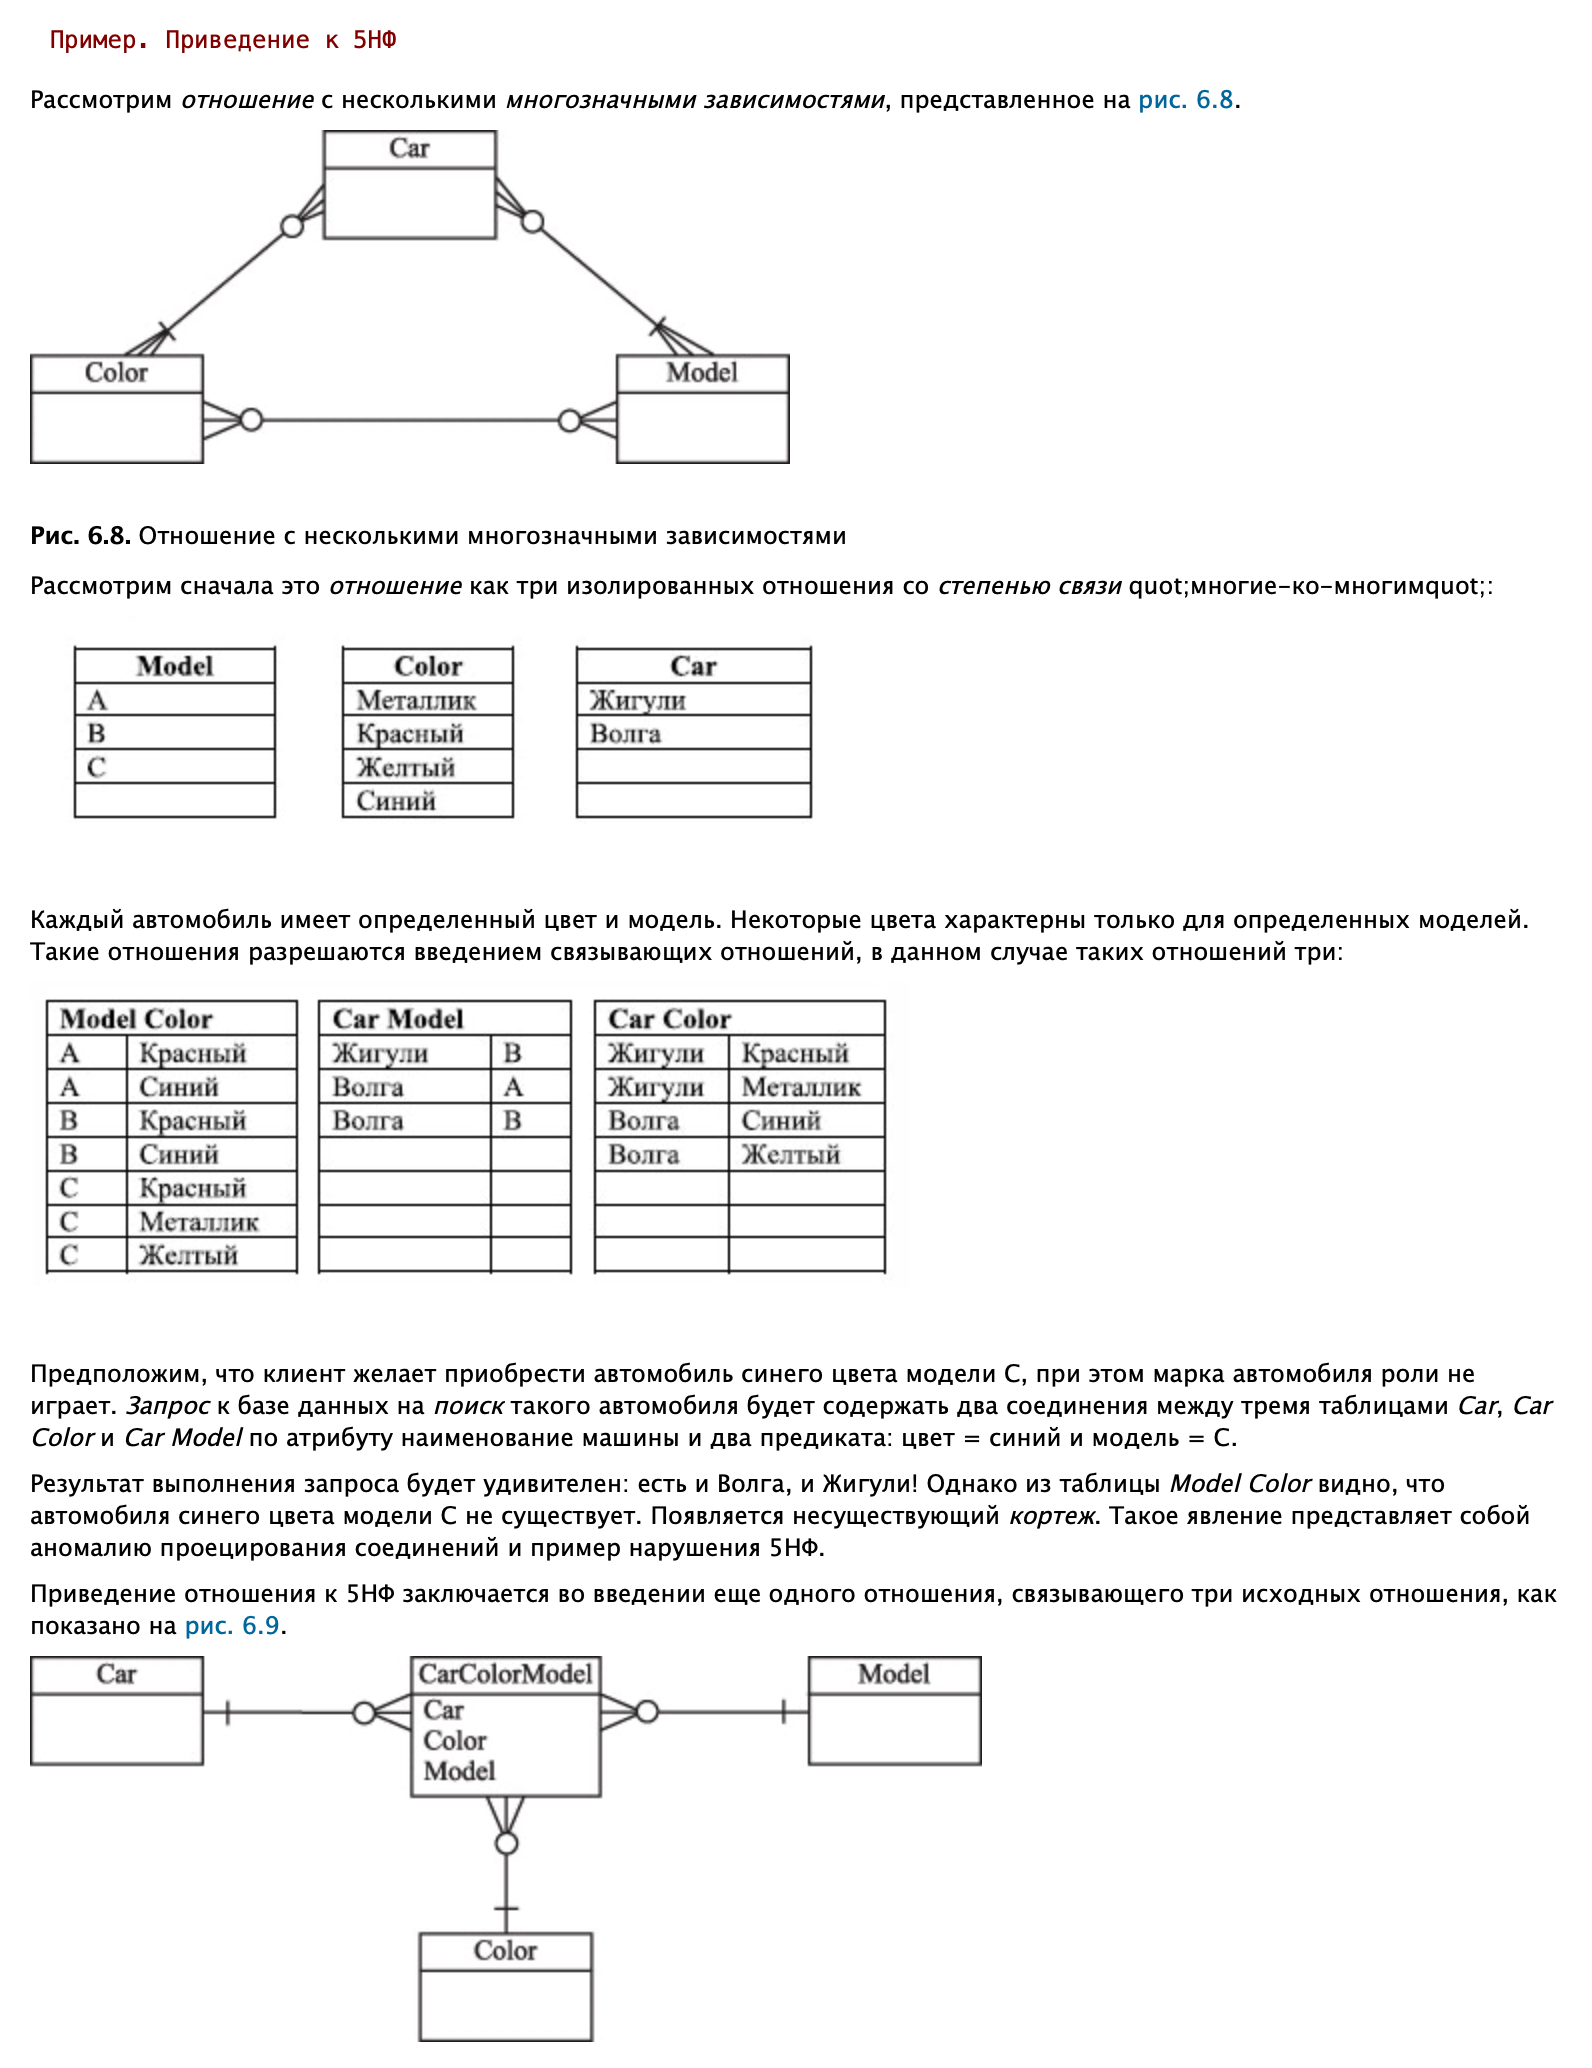 Пример. Приведение к 5НФ
Рассмотрим отношение с несколькими многозначными зависимостями, представленное на рис. 6.8.
Car
Color
Model
Рис. 6.8. Отношение с несколькими многозначными зависимостями
Рассмотрим сначала это отношение как три изолированных отношения со степенью связи quot;многие-ко-многимquot;:
Model
A
B
C
Color
Металлик
Красный
Желтый
Синий
Car
Жигули
Волга
Каждый автомобиль имеет определенный цвет и модель. Некоторые цвета характерны только для определенных моделей.
Такие отношения разрешаются введением связывающих отношений, в данном случае таких отношений три:
Model Color
A Красный
A Синий
B Красный
B Синий
C Красный
C Металлик
C Желтый
Car Model
Жигули B
Волга A
Волга B
Car Color
Жигули Красный
Жигули Металлик
Волга Синий
Волга Желтый
Предположим, что клиент желает приобрести автомобиль синего цвета модели С, при этом марка автомобиля роли не
играет. Запрос к базе данных на поиск такого автомобиля будет содержать два соединения между тремя таблицами Car, Car
Color и Car Model по атрибуту наименование машины и два предиката: цвет = синий и модель = С.
Результат выполнения запроса будет удивителен: есть и Волга, и Жигули! Однако из таблицы Model Color видно, что
автомобиля синего цвета модели С не существует. Появляется несуществующий кортеж. Такое явление представляет собой
аномалию проецирования соединений и пример нарушения 5НФ.
Приведение отношения к 5НФ заключается во введении еще одного отношения, связывающего три исходных отношения, как
показано на рис. 6.9.
Car
CarColorModel
Car
Color
Model
Model
Color